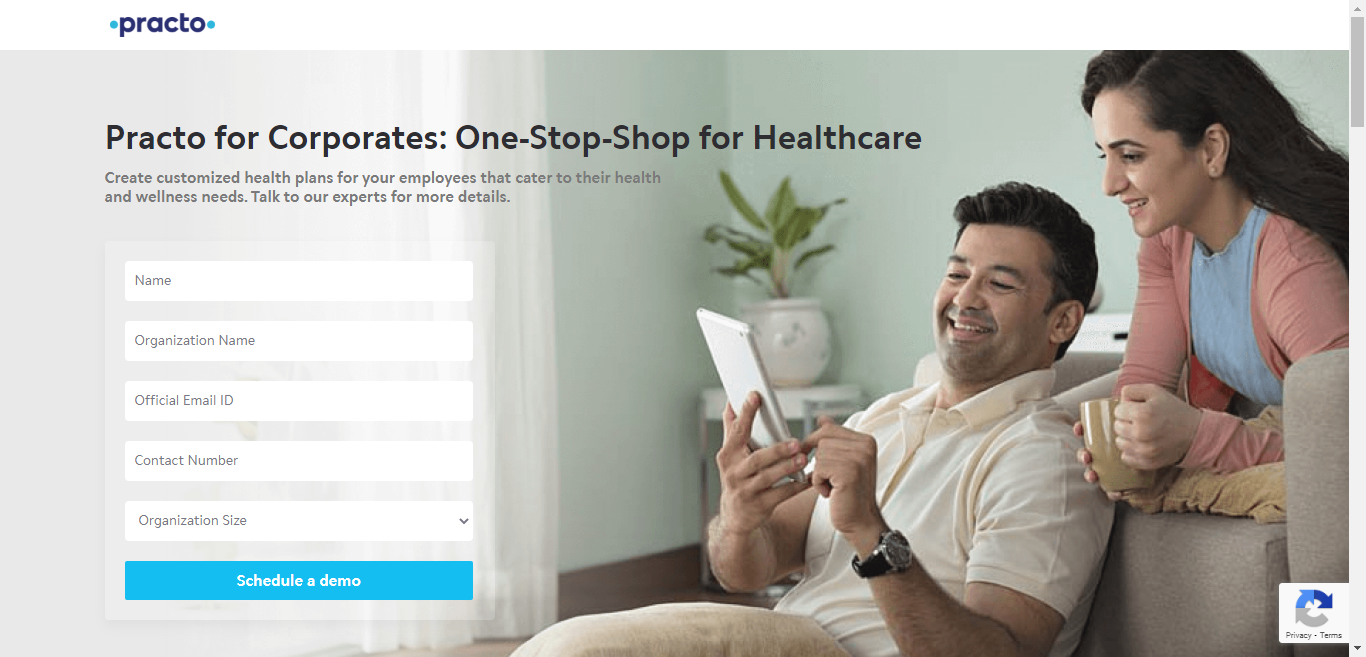 practo
Practo for Corporates: One-Stop-Shop for Healthcare
Create customized health plans for your employees that cater to their health
and wellness needs. Talk to our experts for more details.
Name
Organization Name
Official Email ID
Contact Number
Organization Size
Schedule a demo
Privacy - Terms